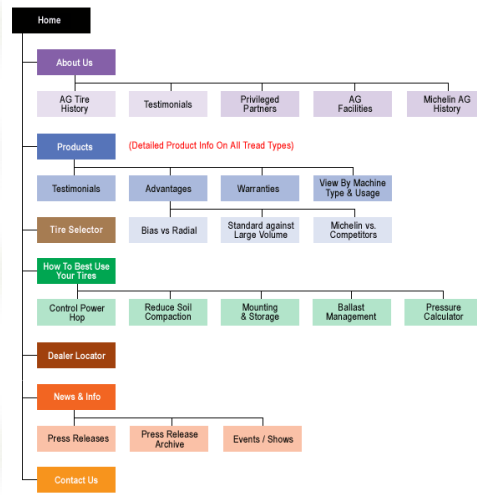 Home
About Us
AG Tire
History
Testimonials
Privileged
Partners
AG
Facilities
Michelin AG
History
Products
(Detailed Product Info On All Tread Types)
Testimonials
Advantages
Warranties
View By Machine
Type & Usage
Tire Selector
Bias vs Radial
Standard against
Large Volume
Michelin vs.
Competitors
How To Best Use
Your Tires
Control Power
Hop
Reduce Soil
Compaction
Mounting
& Storage
Ballast
Management
Pressure
Calculator
Dealer Locator
News & Info
Press Releases
Press Release
Archive
Events / Shows
Contact Us